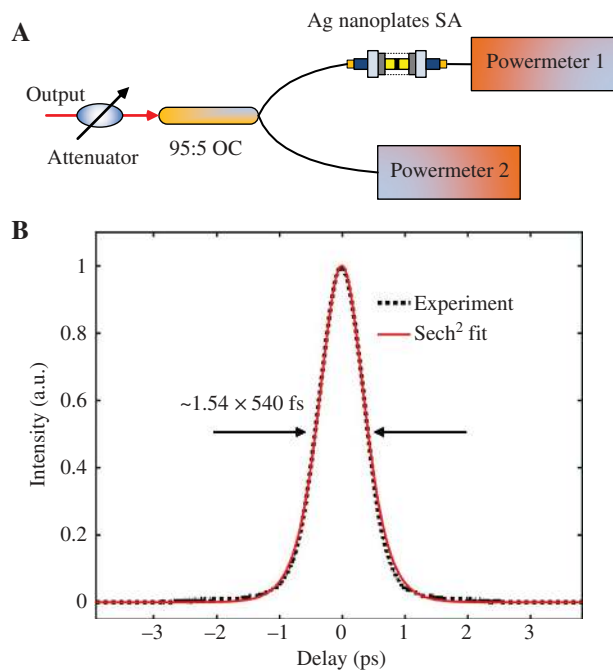 A
Ag nanoplates SA
Powermeter 1
Output
Attenuator
95:5 OC
Powermeter 2
B
1
0.8
0.6
0.4
0.2
0
Intensity (a.u.)
Experiment
Sech² fit
~1.54 × 540 fs
−3 −2 −1 0 1 2 3
Delay (ps)